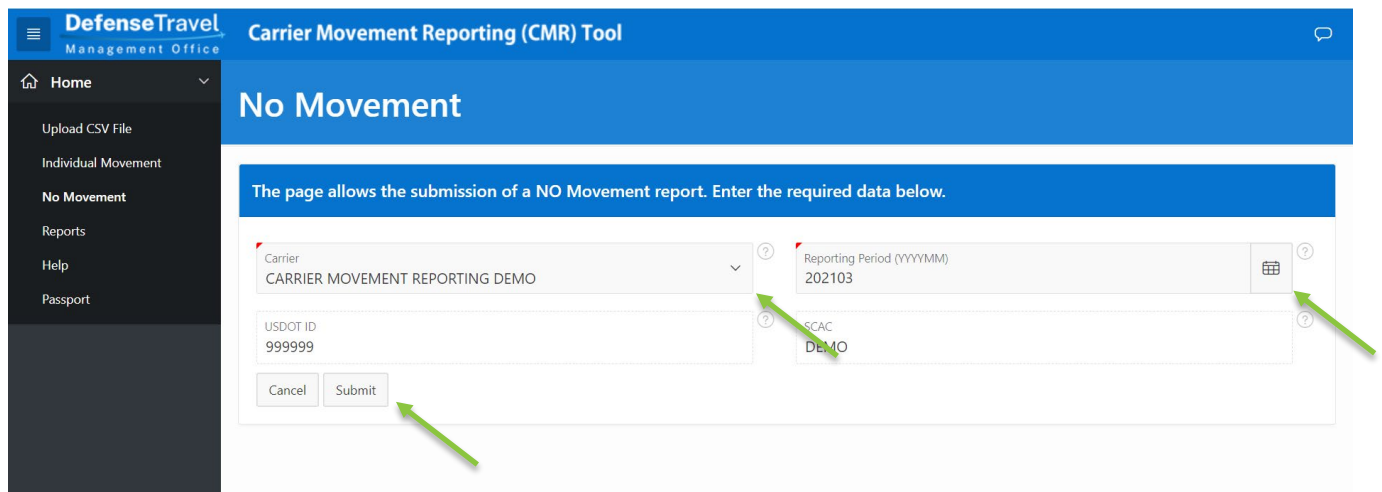 DefenseTravel
Management Office
Carrier Movement Reporting (CMR) Tool
Home
Upload CSV File
Individual Movement
No Movement
Reports
Help
Passport
No Movement
The page allows the submission of a NO Movement report. Enter the required data below.
Carrier
CARRIER MOVEMENT REPORTING DEMO
?
Reporting Period (YYYYMM)
202103
?
USDOT ID
999999
?
SCAC
DEMO
?
Cancel
Submit